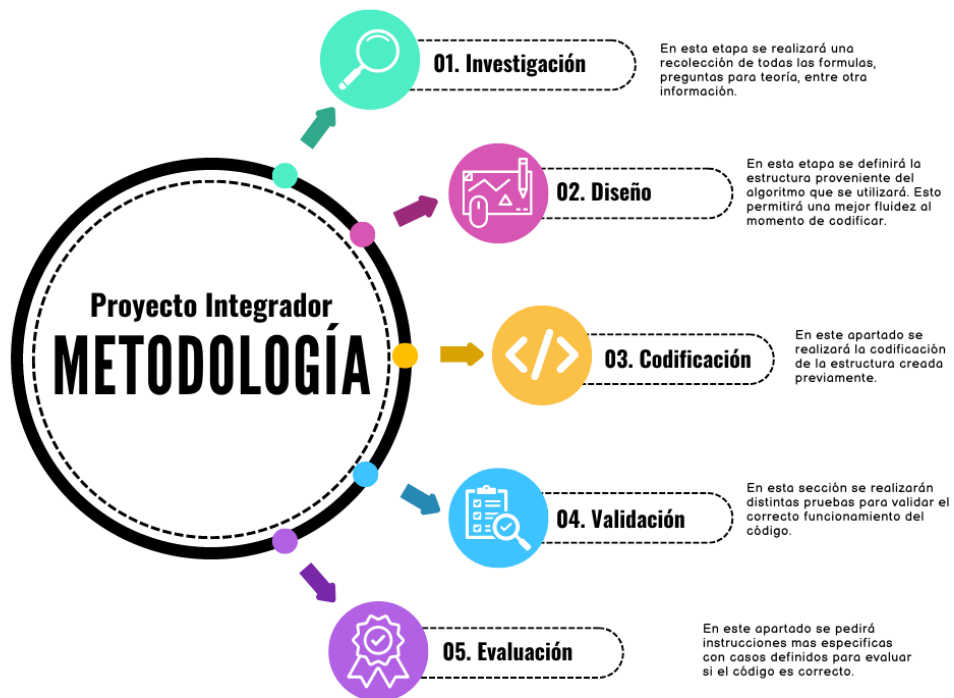 Proyecto Integrador
METODOLOGÍA
01. Investigación
En esta etapa se realizará una
recolección de todas las formulas,
preguntas para teoría, entre otra
información.
02. Diseño
En esta etapa se definirá la
estructura proveniente del
algoritmo que se utilizará. Esto
permitirá una mejor fluidez al
momento de codificar.
03. Codificación
En este apartado se
realizará la codificación
de la estructura creada
previamente.
04. Validación
En esta sección se realizarán
distintas pruebas para validar el
correcto funcionamiento del
código.
05. Evaluación
En este apartado se pedirá
instrucciones mas especificas
con casos definidos para evaluar
si el código es correcto.